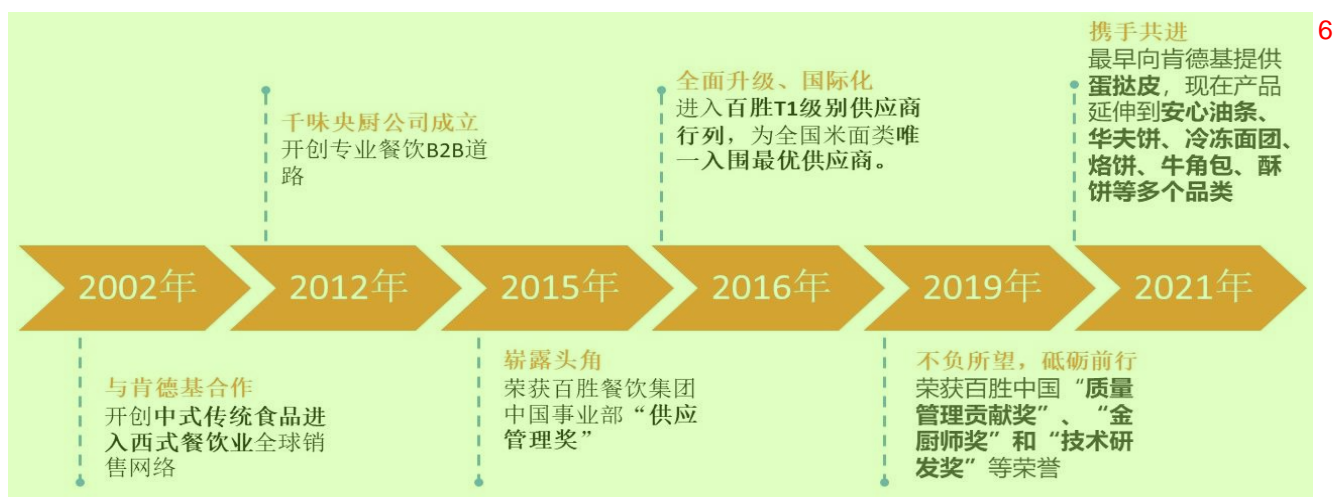 6
携手共进
最早向肯德基提供
蛋挞皮，现在产品
延伸到安心油条、
华夫饼、冷冻面团、
烙饼、牛角包、酥
饼等多个品类
全面升级、国际化
进入百胜T1级别供应商
行列，为全国米面类唯
一入围最优供应商。
千味央厨公司成立
开创专业餐饮B2B道
路
2002年
2012年
2015年
2016年
2019年
2021年
与肯德基合作
开创中式传统食品进
入西式餐饮业全球销
售网络
崭露头角
荣获百胜餐饮集团
中国事业部“供应
管理奖”
不负所望，砥砺前行
荣获百胜中国“质量
管理贡献奖”、“金
厨师奖”和“技术研
发奖”等荣誉